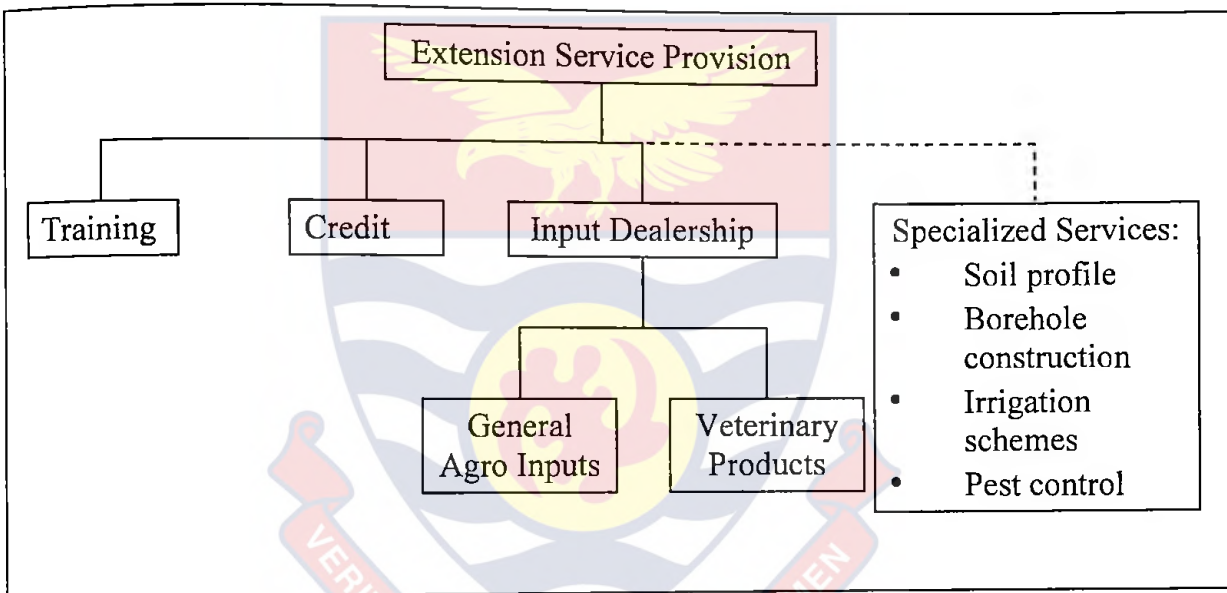 Extension Service Provision
Training
Credit
Input Dealership
Specialized Services:
• Soil profile
• Borehole
construction
• Irrigation
schemes
• Pest control
General
Agro Inputs
Veterinary
Products